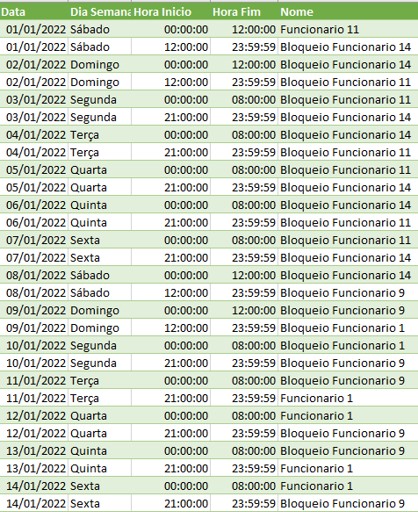 Data Dia Semana Hora Inicio Hora Fim Nome
01/01/2022 Sábado 00:00:00 12:00:00 Funcionario 11
01/01/2022 Sábado 12:00:00 23:59:59 Bloqueio Funcionario 14
02/01/2022 Domingo 00:00:00 12:00:00 Bloqueio Funcionario 14
02/01/2022 Domingo 12:00:00 23:59:59 Bloqueio Funcionario 11
03/01/2022 Segunda 00:00:00 08:00:00 Bloqueio Funcionario 11
03/01/2022 Segunda 21:00:00 23:59:59 Bloqueio Funcionario 14
04/01/2022 Terça 00:00:00 08:00:00 Bloqueio Funcionario 14
04/01/2022 Terça 21:00:00 23:59:59 Bloqueio Funcionario 11
05/01/2022 Quarta 00:00:00 08:00:00 Bloqueio Funcionario 11
05/01/2022 Quarta 21:00:00 23:59:59 Bloqueio Funcionario 14
06/01/2022 Quinta 00:00:00 08:00:00 Bloqueio Funcionario 14
06/01/2022 Quinta 21:00:00 23:59:59 Bloqueio Funcionario 11
07/01/2022 Sexta 00:00:00 08:00:00 Bloqueio Funcionario 11
07/01/2022 Sexta 21:00:00 23:59:59 Bloqueio Funcionario 14
08/01/2022 Sábado 00:00:00 12:00:00 Bloqueio Funcionario 14
08/01/2022 Sábado 12:00:00 23:59:59 Bloqueio Funcionario 9
09/01/2022 Domingo 00:00:00 12:00:00 Bloqueio Funcionario 9
09/01/2022 Domingo 12:00:00 23:59:59 Bloqueio Funcionario 1
10/01/2022 Segunda 00:00:00 08:00:00 Bloqueio Funcionario 1
10/01/2022 Segunda 21:00:00 23:59:59 Bloqueio Funcionario 9
11/01/2022 Terça 00:00:00 08:00:00 Bloqueio Funcionario 9
11/01/2022 Terça 21:00:00 23:59:59 Funcionario 1
12/01/2022 Quarta 00:00:00 08:00:00 Funcionario 1
12/01/2022 Quarta 21:00:00 23:59:59 Bloqueio Funcionario 9
13/01/2022 Quinta 00:00:00 08:00:00 Bloqueio Funcionario 9
13/01/2022 Quinta 21:00:00 23:59:59 Funcionario 1
14/01/2022 Sexta 00:00:00 08:00:00 Funcionario 1
14/01/2022 Sexta 21:00:00 23:59:59 Bloqueio Funcionario 9